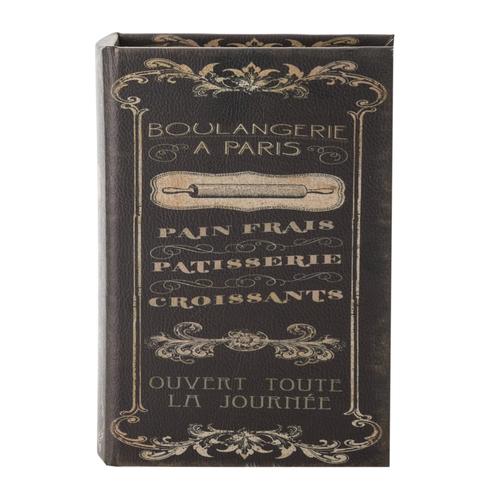 BOULANGERIE
A PARIS
PAIN FRAIS
PATISSERIE
CROISSANTS
OUVERT TOUTE
LA JOURNÉE